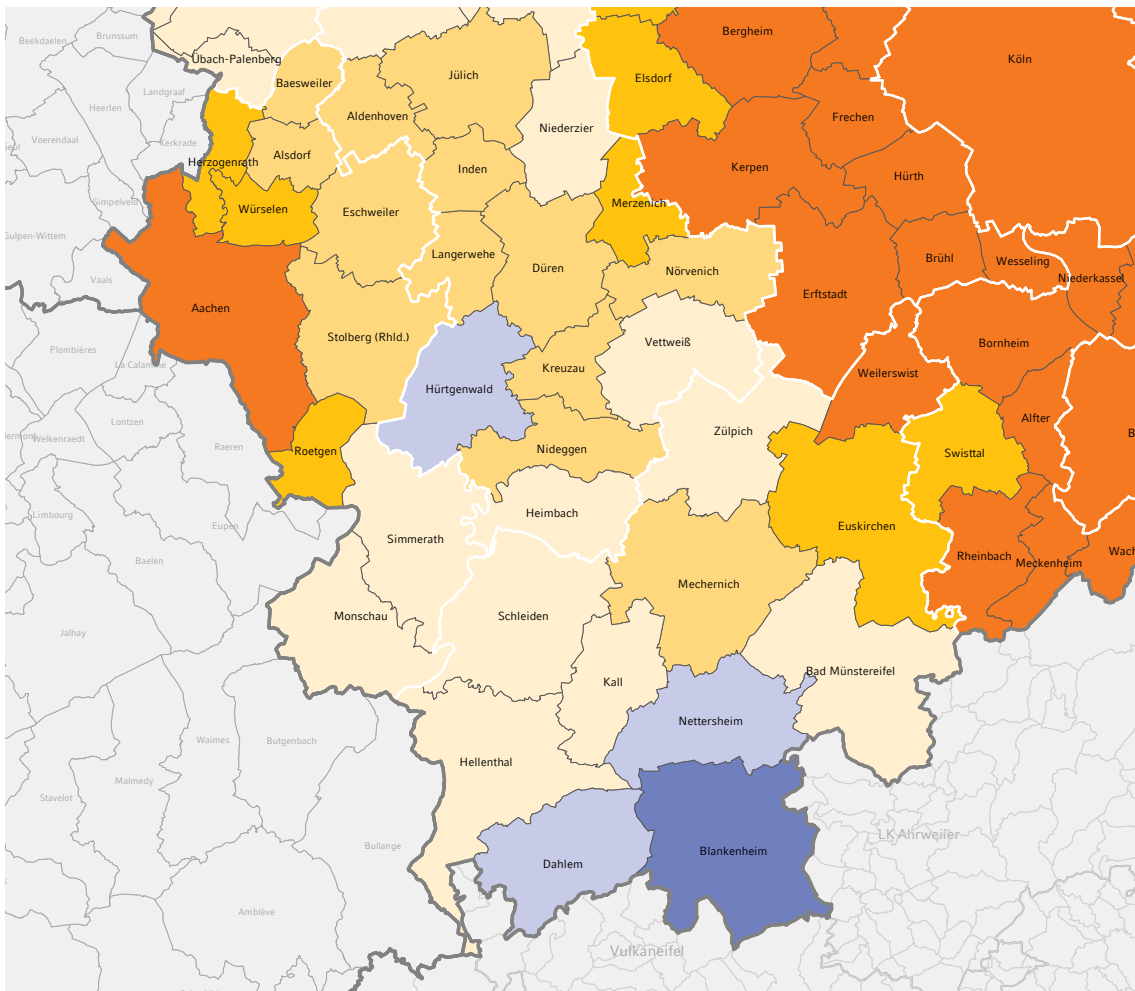 Beekdaelen
Brunssum
Bergheim
Übach-Palenberg
Köln
Jülich
Elsdorf
Baesweiler
Landgraaf
Heerlen
Aldenhoven
Frechen
Niederzier
Voerendaal
Kerkrade
Alsdorf
Herzogenrath
Inden
Kerpen
Hürth
Simpelveld
Würselen
Eschweiler
Merzenich
Gulpen-Wittem
Langerwehe
Düren
Nörvenich
Brühl
Wesseling
Niederkassel
Vaals
Aachen
Erftstadt
Stolberg (Rhld.)
Vettweiß
Bornheim
Plombières
La Calamine
Kreuzau
Weilerswist
Hürtgenwald
Lontzen
Alfter
Welkenraedt
Zülpich
B
Raeren
Roetgen
Nideggen
Swisttal
Limbourg
Heimbach
Eupen
Euskirchen
Simmerath
Baelen
Rheinbach
Meckenheim
Wach
Mechernich
Monschau
Schleiden
Jalhay
Bad Münstereifel
Kall
Nettersheim
Waimes
Butgenbach
Hellenthal
Malmedy
Stavelot
LK Ahrweiler
Bullange
Dahlem
Blankenheim
Amblève
Vulkaneifel